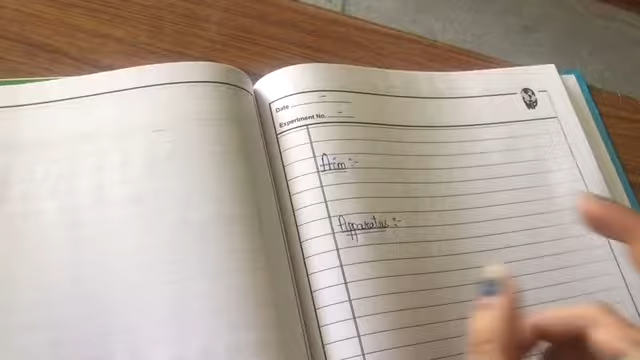 Date
Experiment No.
Aim :-
Apparatus :-